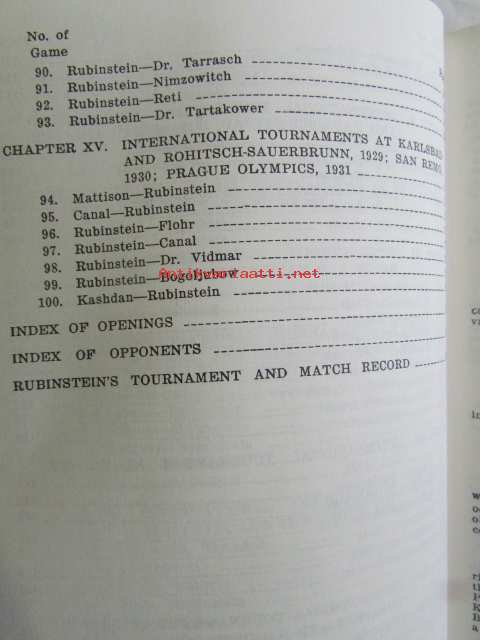 No. of
Game
90. Rubinstein—Dr. Tarrasch
91. Rubinstein—Nimzowitch
92. Rubinstein—Reti
93. Rubinstein—Dr. Tartakower
CHAPTER XV. INTERNATIONAL TOURNAMENTS AT KARLSBAD
AND ROHITSCH-SAUERBRUNN, 1929; SAN REMO
1930; PRAGUE OLYMPICS, 1931
94. Mattison—Rubinstein
95. Canal—Rubinstein
96. Rubinstein—Flohr
97. Rubinstein—Canal
98. Rubinstein—Dr. Vidmar
99. Rubinstein—Bogoljubow
100. Kashdan—Rubinstein
INDEX OF OPENINGS
INDEX OF OPPONENTS
RUBINSTEIN'S TOURNAMENT AND MATCH RECORD